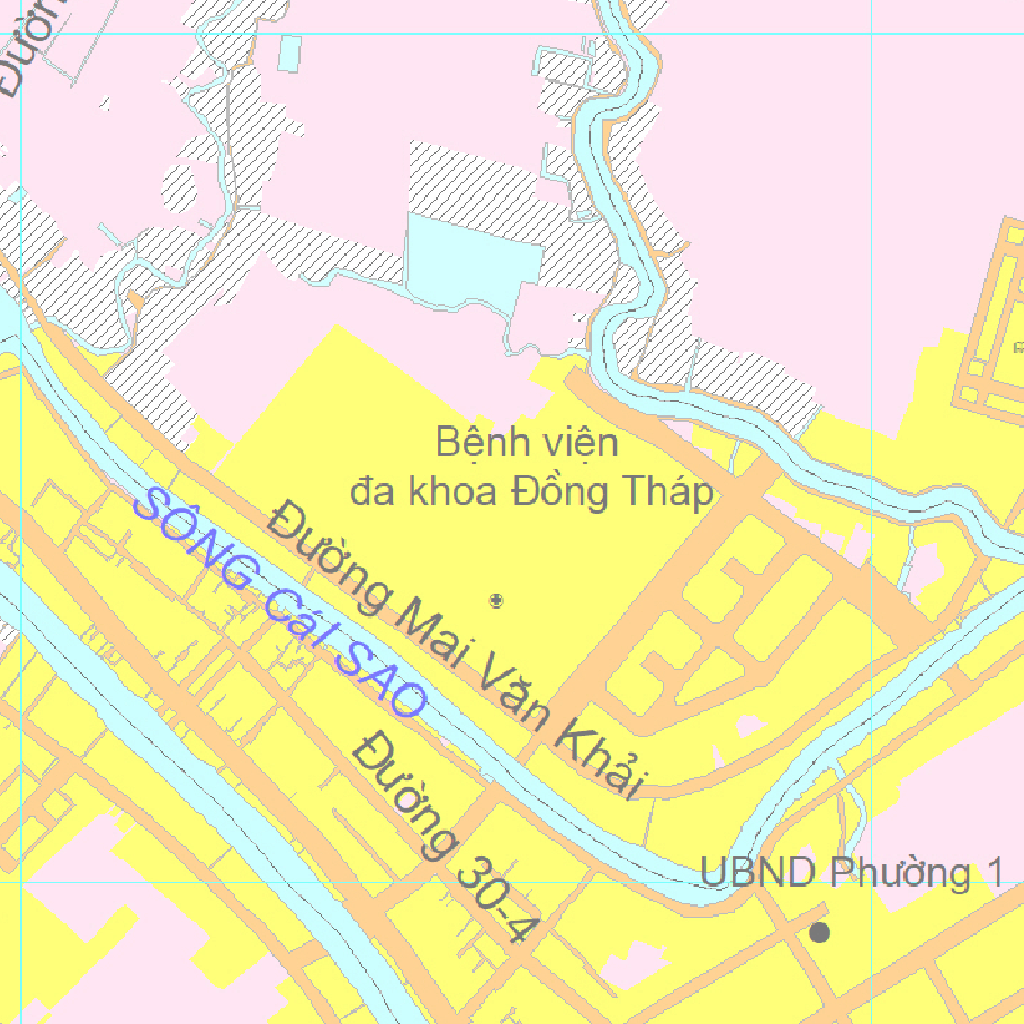 Đườn
Bệnh viện
đa khoa Đồng Tháp
SÔNG Cái SAO
Đường Mai Văn Khải
Đường 30-4
UBND Phường 1